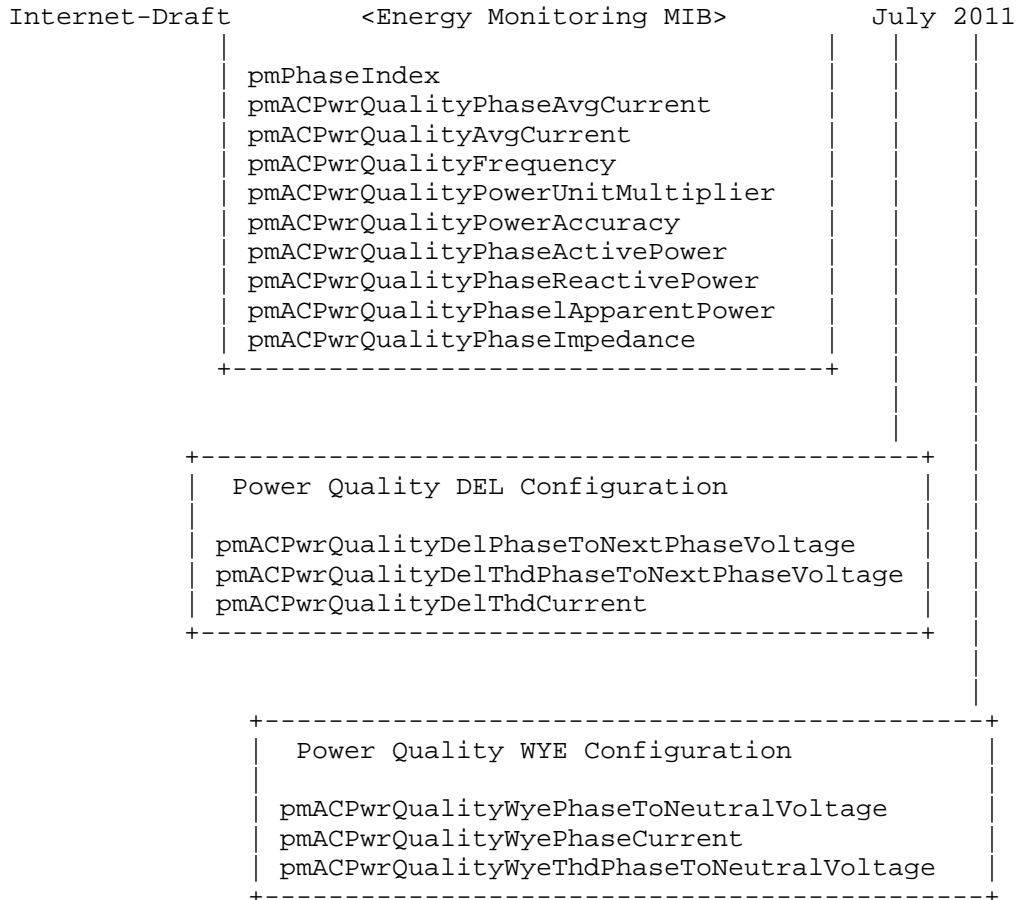 Internet-Draft <Energy Monitoring MIB> July 2011
pmPhaseIndex
pmACPwrQualityPhaseAvgCurrent
pmACPwrQualityAvgCurrent
pmACPwrQualityFrequency
pmACPwrQualityPowerUnitMultiplier
pmACPwrQualityPowerAccuracy
pmACPwrQualityPhaseActivePower
pmACPwrQualityPhaseReactivePower
pmACPwrQualityPhaselApparentPower
pmACPwrQualityPhaseImpedance
Power Quality DEL Configuration
pmACPwrQualityDelPhaseToNextPhaseVoltage
pmACPwrQualityDelThdPhaseToNextPhaseVoltage
pmACPwrQualityDelThdCurrent
Power Quality WYE Configuration
pmACPwrQualityWyePhaseToNeutralVoltage
pmACPwrQualityWyePhaseCurrent
pmACPwrQualityWyeThdPhaseToNeutralVoltage